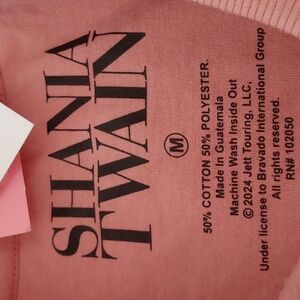 SHANIA
TWAIN
M
50% COTTON 50% POLYESTER.
Made In Guatemala
Machine Wash Inside Out
©2024 Jett Touring, LLC,
Under license to Bravado International Group
All rights reserved.
RN# 102050